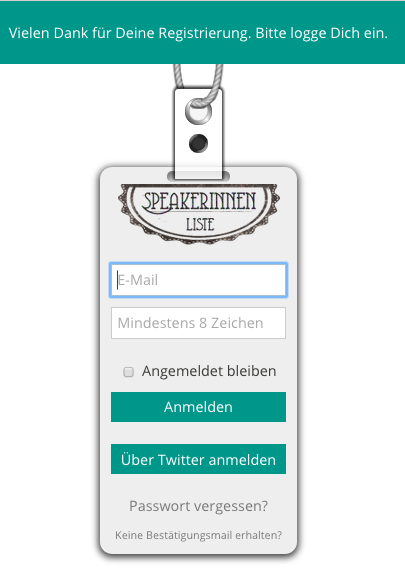 Vielen Dank für Deine Registrierung. Bitte logge Dich ein.
SPEAKERINNEN
LISTE
E-Mail
Mindestens 8 Zeichen
Angemeldet bleiben
Anmelden
Über Twitter anmelden
Passwort vergessen?
Keine Bestätigungsmail erhalten?